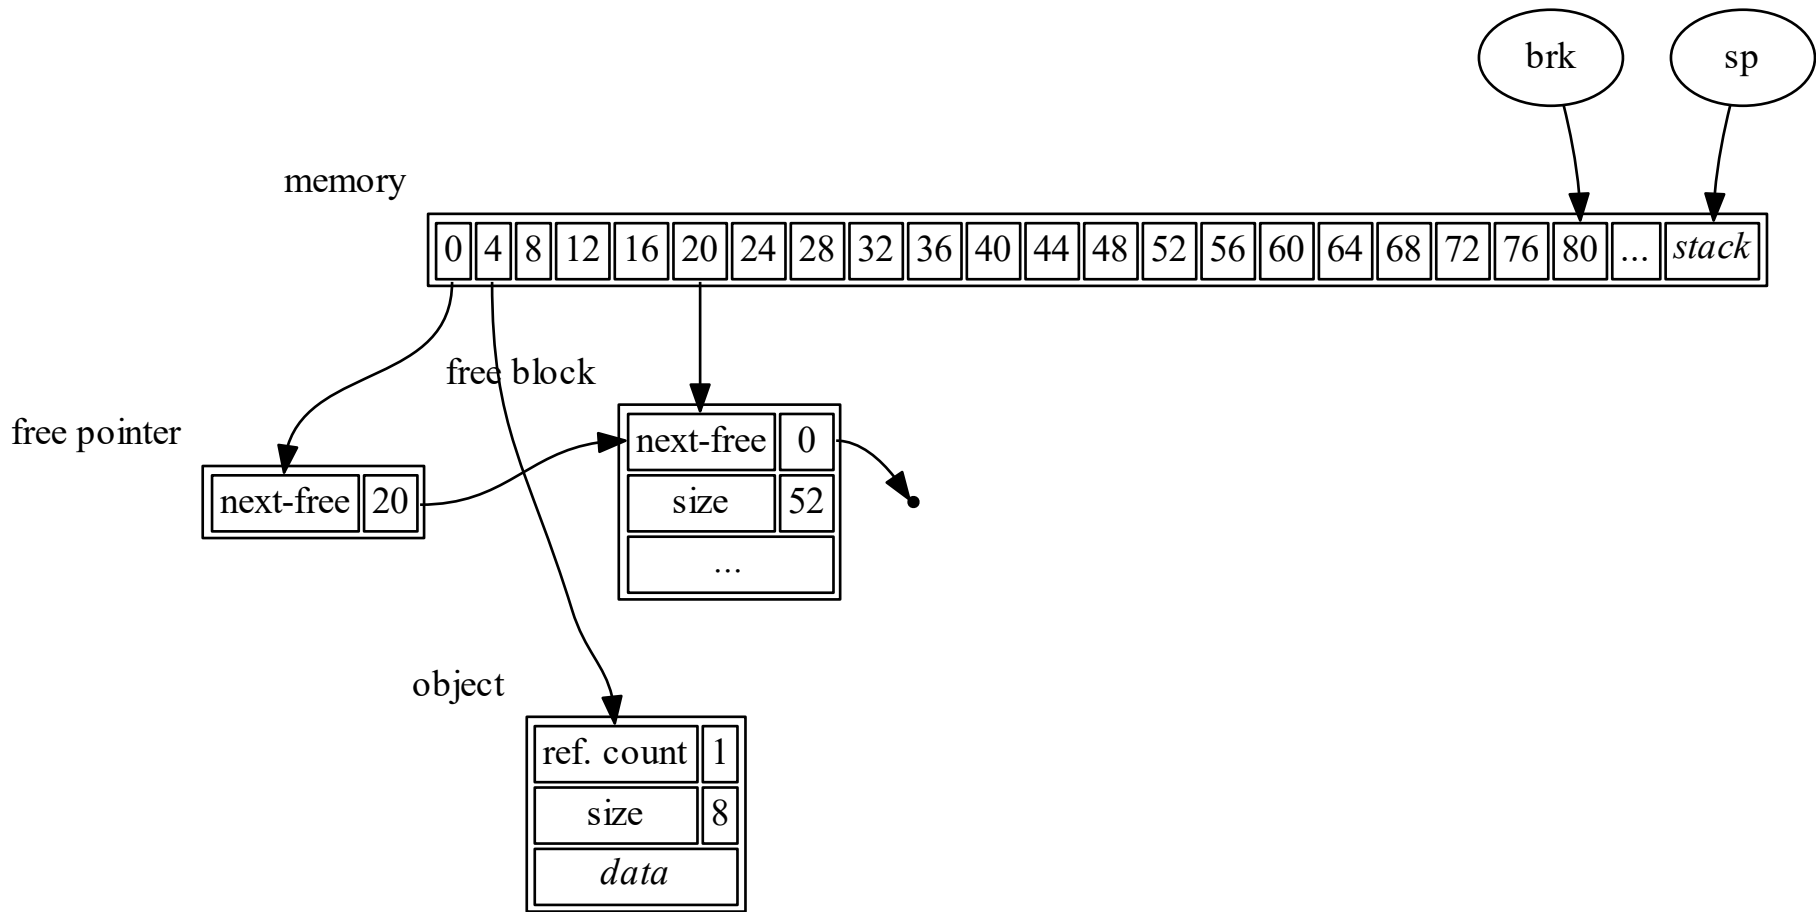 brk sp
memory
0 4 8 12 16 20 24 28 32 36 40 44 48 52 56 60 64 68 72 76 80 ... stack
free block
free pointer
next-free 0
next-free 20
size 52
...
object
ref. count 1
size 8
data